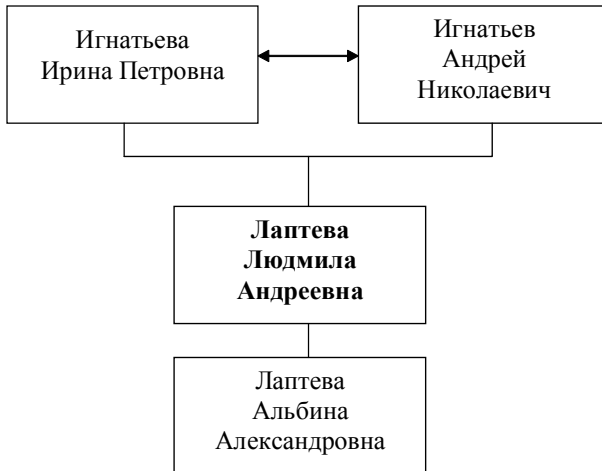 Игнатьева
Ирина Петровна
Игнатьев
Андрей
Николаевич
Лаптева
Людмила
Андреевна
Лаптева
Альбина
Александровна